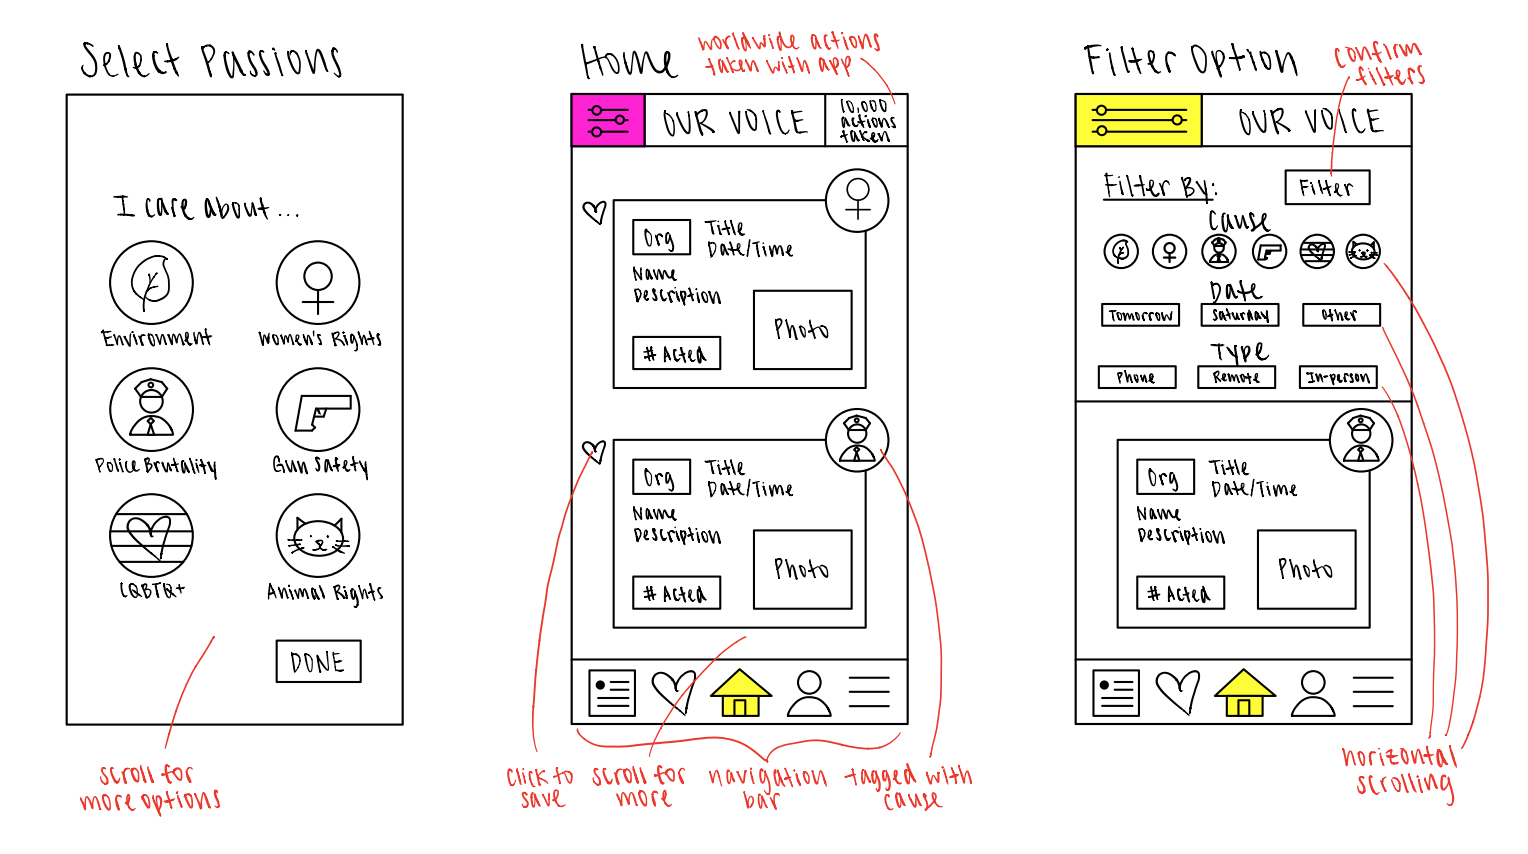 Select Passions
I care about...
Environment
Women's Rights
Police Brutality
Gun Safety
LQBTQ+
Animal Rights
DONE
scroll for
more options
Home
worldwide actions
taken with app
OUR VOICE
10,000
actions
taken
Org
Title
Date/Time
Name
Description
Photo
# Acted
Org
Title
Date/Time
Name
Description
Photo
# Acted
click to
save
scroll for
more
navigation
bar
tagged with
cause
Filter Option
confirm
filters
OUR VOICE
Filter By:
Filter
Cause
Date
Tomorrow
Saturday
Other
Type
Phone
Remote
In-person
Org
Title
Date/Time
Name
Description
Photo
# Acted
horizontal
scrolling